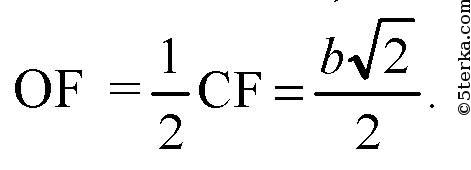 OF = 1/2 CF = b√2/2.
©5terka.com